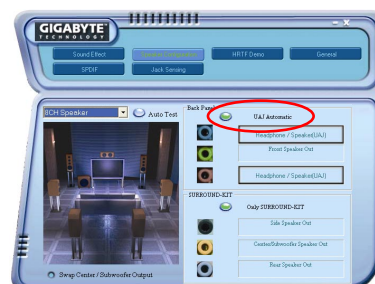 GIGABYTE™
TECHNOLOGY
Sound Effect
HRTF Demo
General
SPDIF
Jack Sensing
8CH Speaker
Auto Test
Back Panel
UAJ Automatic
Headphone / Speaker(UAJ)
Front Speaker Out
Headphone / Speaker(UAJ)
SURROUND-KIT
Only SURROUND-KIT
Side Speaker Out
Center/Subwoofer Speaker Out
Rear Speaker Out
Swap Center / Subwoofer Output